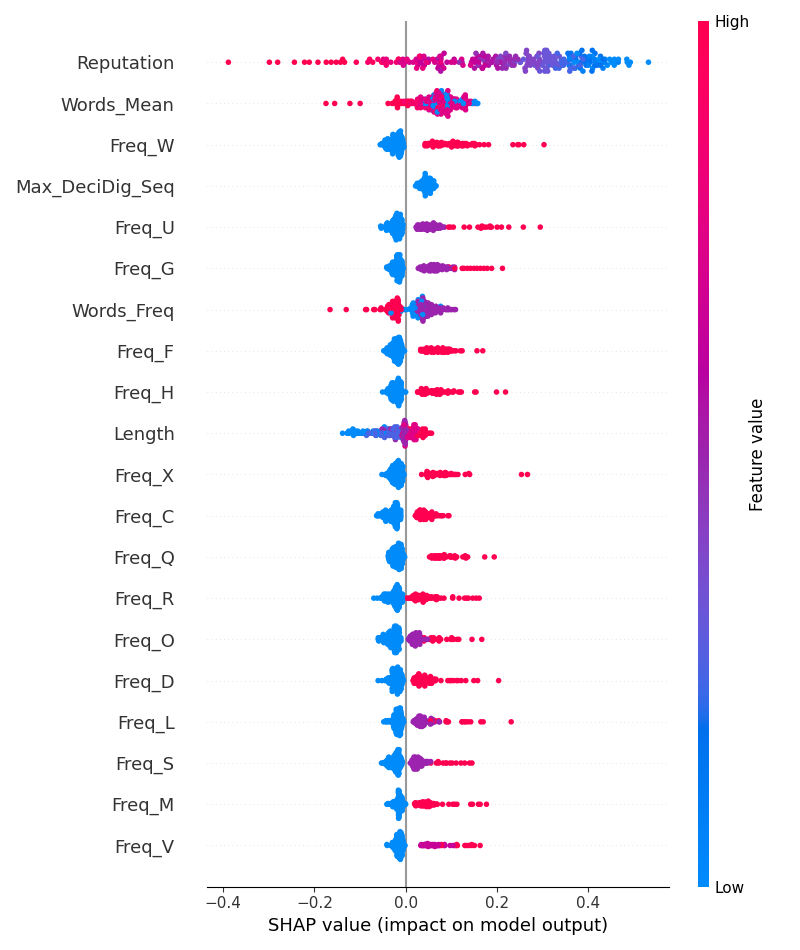 High
Reputation
Words_Mean
Freq_W
Max_DeciDig_Seq
Freq_U
Freq_G
Words_Freq
Freq_F
Freq_H
Length
Freq_X
Freq_C
Freq_Q
Freq_R
Freq_O
Freq_D
Freq_L
Freq_S
Freq_M
Freq_V
Feature value
Low
−0.4 −0.2 0.0 0.2 0.4
SHAP value (impact on model output)